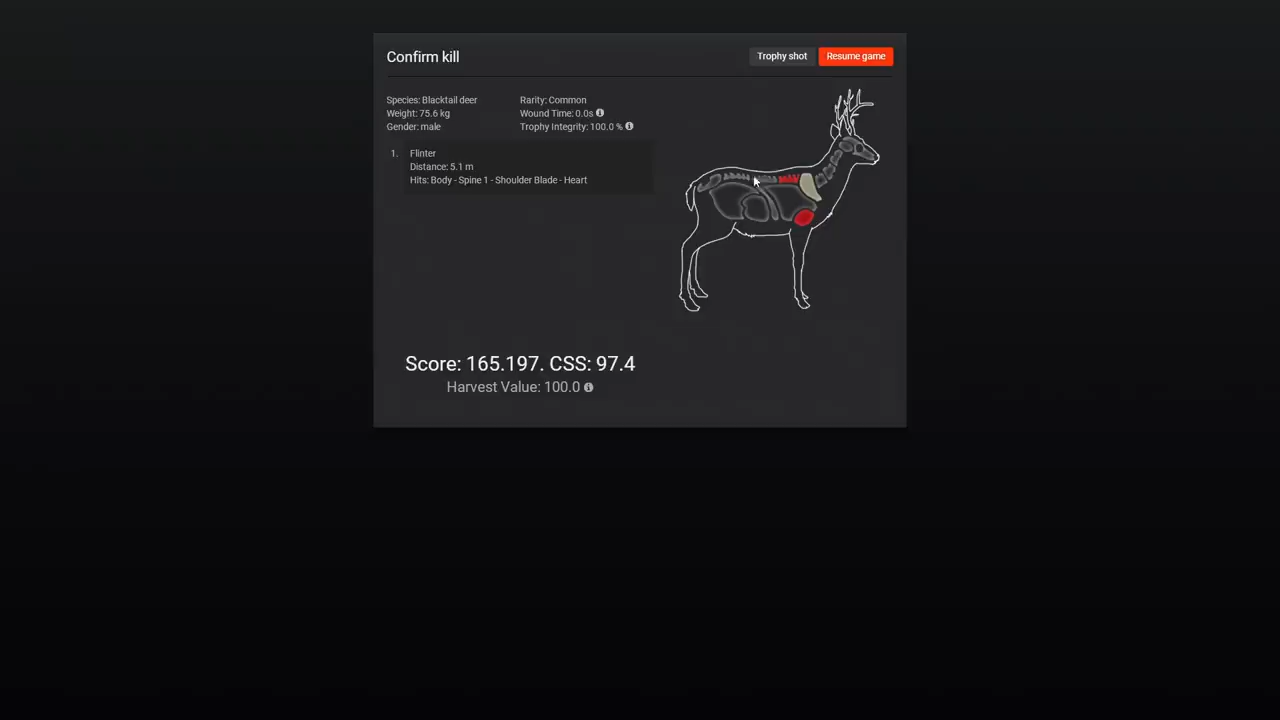 Confirm kill
Trophy shot
Resume game
Species: Blacktail deer
Rarity: Common
Weight: 75.6 kg
Wound Time: 0.0s
Gender: male
Trophy Integrity: 100.0 %
1. Flinter
Distance: 5.1 m
Hits: Body - Spine 1 - Shoulder Blade - Heart
Score: 165.197. CSS: 97.4
Harvest Value: 100.0